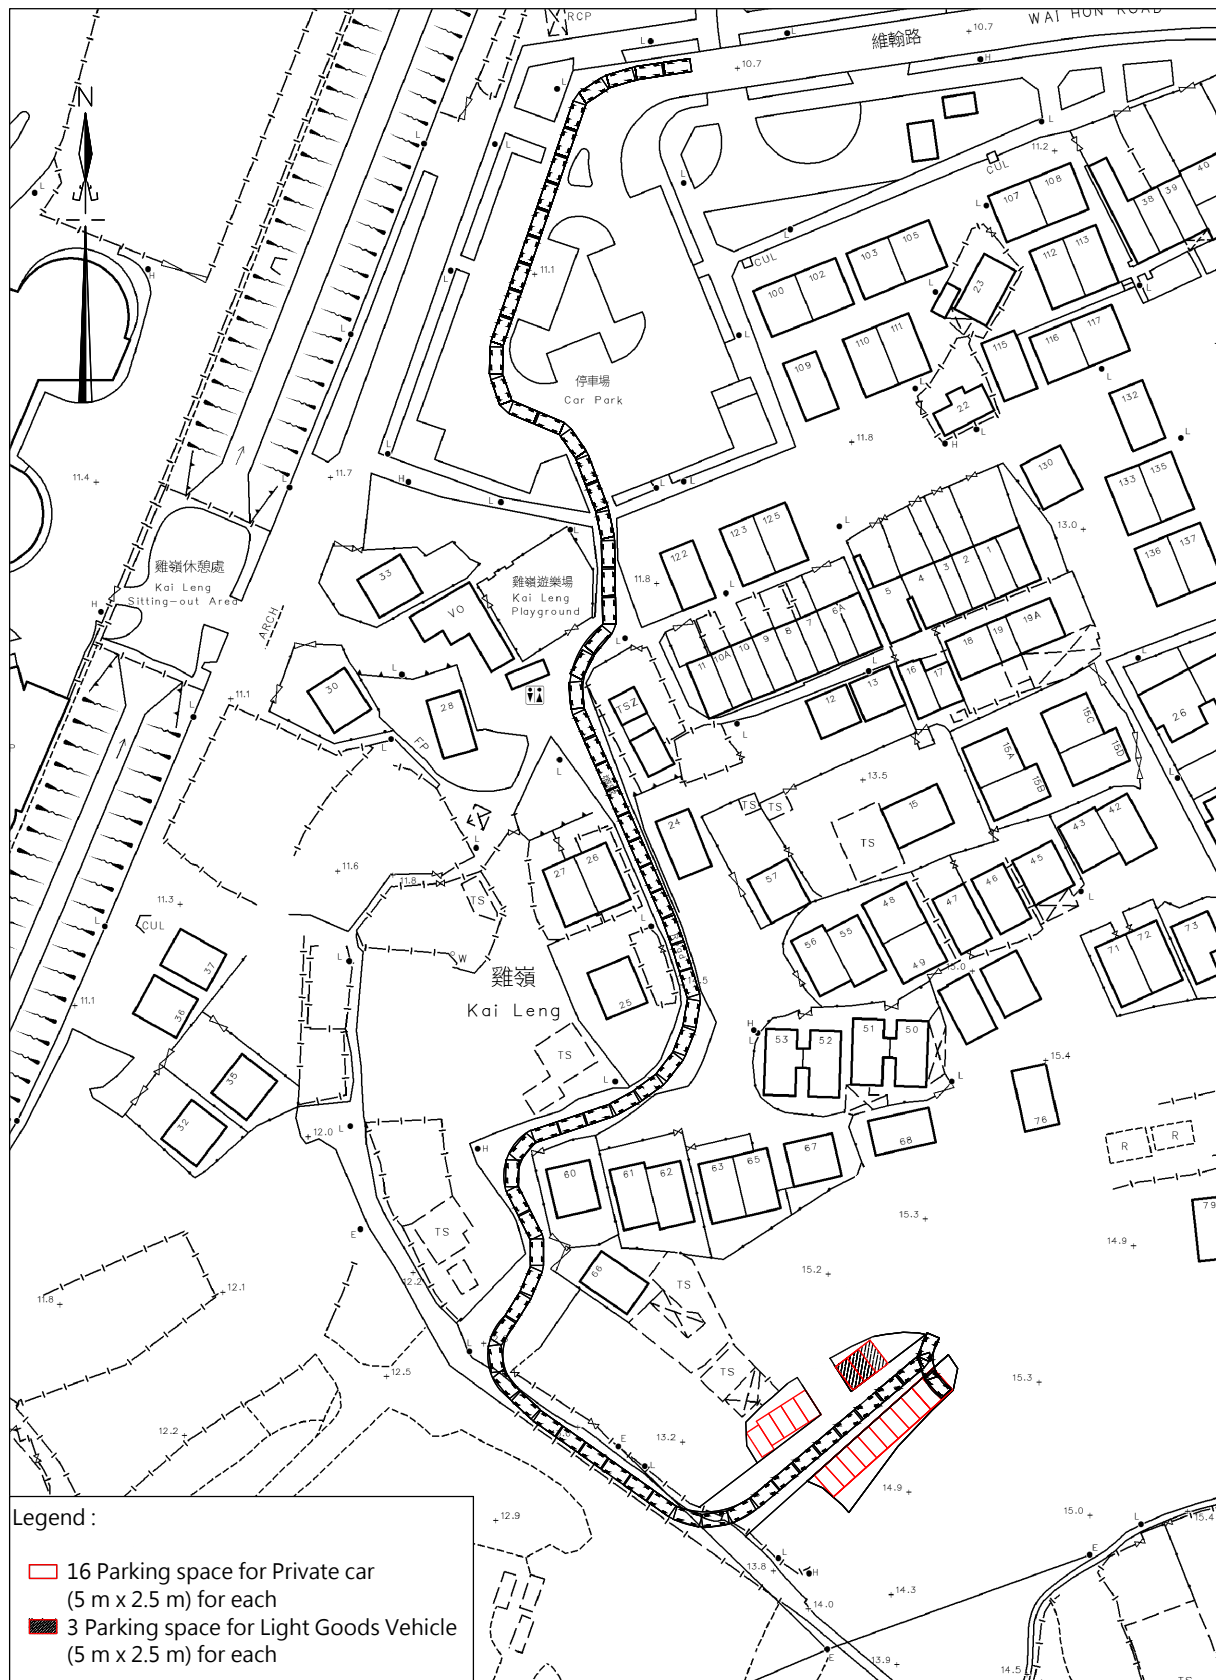 RCP
WAI HON ROAD
維翰路
10.7
10.7
N
L
L
L
L
L
H
L
11.2
CUL
107
108
38
39
40
103
105
112
113
CUL
100
102
23
11.1
110
111
115
116
117
109
停車場
Car Park
22
132
11.8
11.4
11.7
130
133
135
13.0
123
125
136
137
122
雞嶺休憩處
Kai Leng
Sitting-out Area
雞嶺遊樂場
Kai Leng
Playground
11.8
33
VO
ARCH
5
4
3
2
1
11
10A
10
9
8
7
6A
18
19
19A
30
28
FP
11.1
TSZ
12
13
16
17
15A
15B
15C
15D
26
13.5
TS
TS
15
TS
24
57
43
42
45
46
47
48
49
56
55
27
26
11.6
11.8
TS
11.3
CUL
37
36
35
32
雞嶺
Kai Leng
25
TS
15.0
71
72
73
53
52
51
50
15.4
76
68
67
R
R
11.1
12.0
60
61
62
63
65
TS
66
TS
TS
15.3
15.2
14.9
79
12.2
12.1
11.8
12.5
12.2
15.3
13.2
14.9
12.9
15.0
15.4
13.8
14.0
14.3
13.9
14.5
TS
Legend :
16 Parking space for Private car
(5 m x 2.5 m) for each
3 Parking space for Light Goods Vehicle
(5 m x 2.5 m) for each